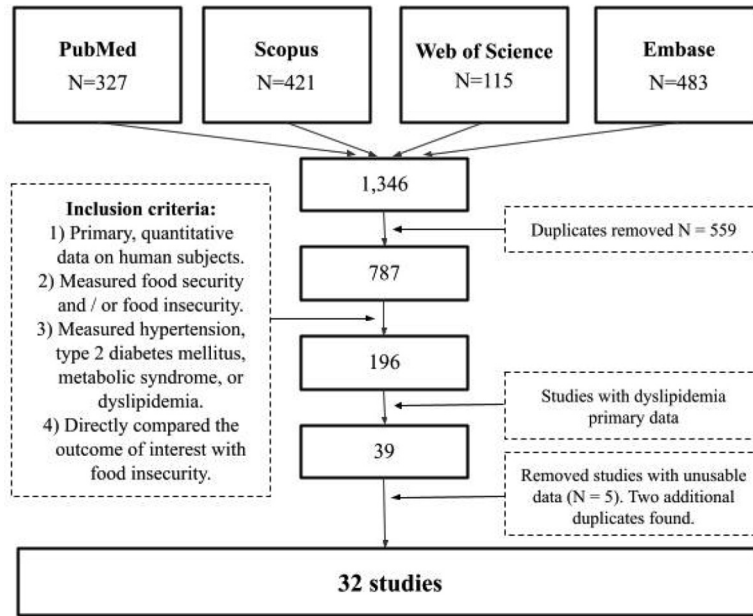 PubMed
N=327
Scopus
N=421
Web of Science
N=115
Embase
N=483
1,346
Inclusion criteria:
1) Primary, quantitative
data on human subjects.
2) Measured food security
and / or food insecurity.
3) Measured hypertension,
type 2 diabetes mellitus,
metabolic syndrome, or
dyslipidemia.
4) Directly compared the
outcome of interest with
food insecurity.
Duplicates removed N = 559
787
196
Studies with dyslipidemia
primary data
39
Removed studies with unusable
data (N = 5). Two additional
duplicates found.
32 studies